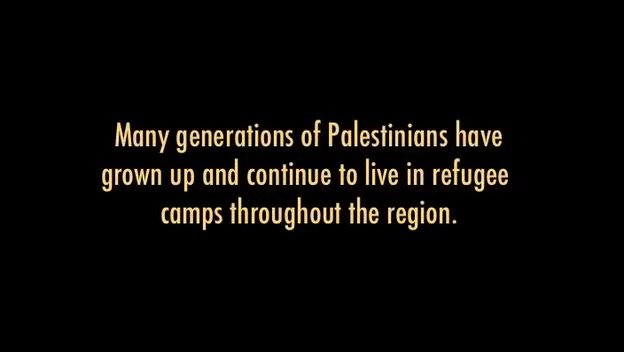 Many generations of Palestinians have
grown up and continue to live in refugee
camps throughout the region.